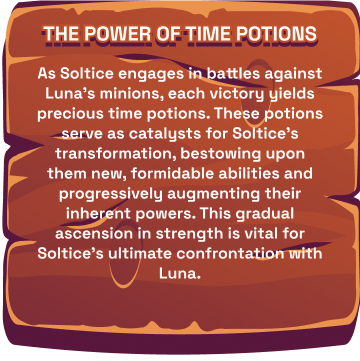 THE POWER OF TIME POTIONS
As Soltice engages in battles against
Luna's minions, each victory yields
precious time potions. These potions
serve as catalysts for Soltice's
transformation, bestowing upon
them new, formidable abilities and
progressively augmenting their
inherent powers. This gradual
ascension in strength is vital for
Soltice's ultimate confrontation with
Luna.